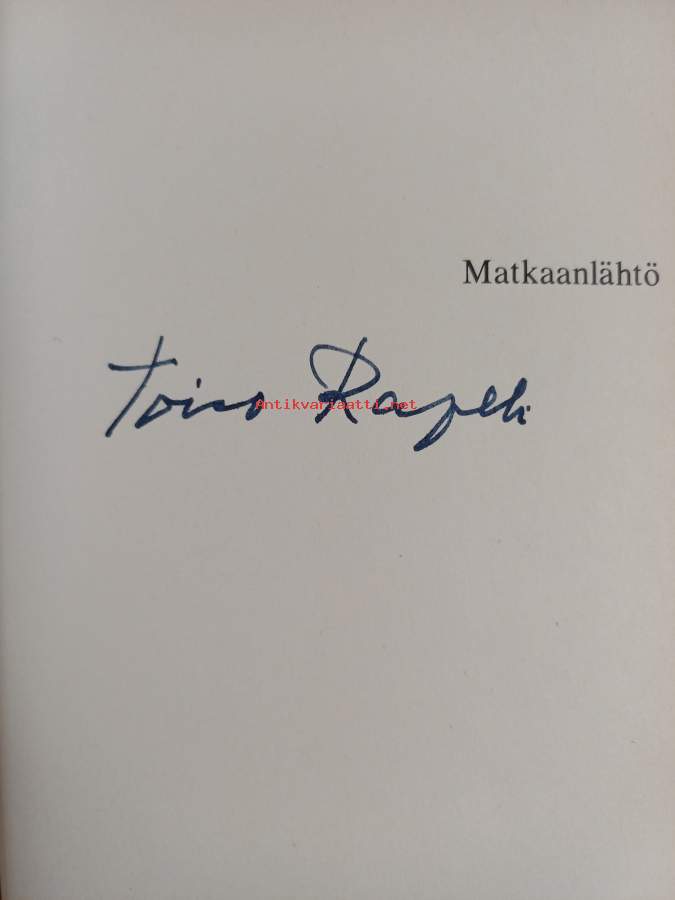 Matkaanlähtö
Toivo Rapeli
Antikvariaatti.net